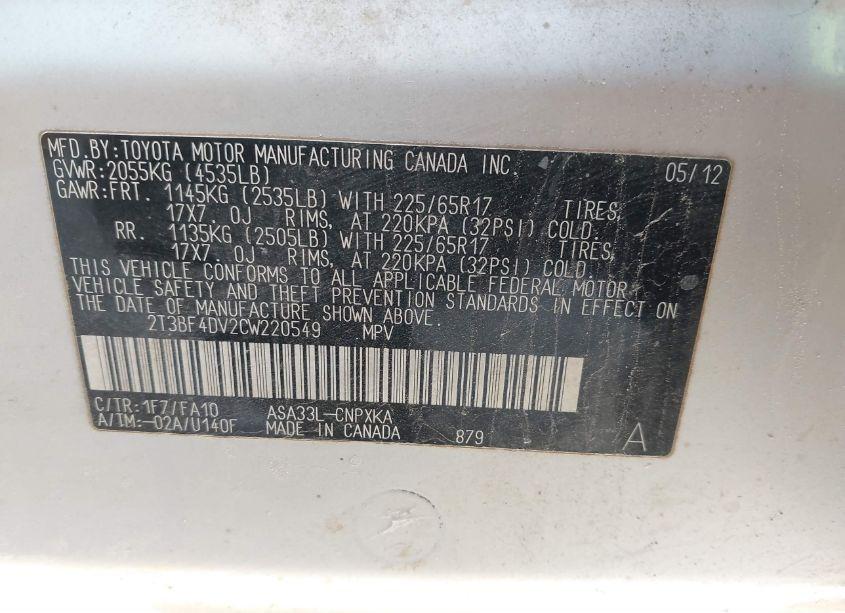 MFD.BY:TOYOTA MOTOR MANUFACTURING CANADA INC. 05/12
GVWR:2055KG (4535LB)
GAWR:FRT. 1145KG (2535LB) WITH 225/65R17 TIRES,
17X7.0J RIMS, AT 220KPA (32PSI) COLD.
RR. 1135KG (2505LB) WITH 225/65R17 TIRES,
17X7.0J RIMS, AT 220KPA (32PSI) COLD.
THIS VEHICLE CONFORMS TO ALL APPLICABLE FEDERAL MOTOR
VEHICLE SAFETY AND THEFT PREVENTION STANDARDS IN EFFECT ON
THE DATE OF MANUFACTURE SHOWN ABOVE.
2T3BF4DV2CW220549 MPV
C/TR:1F7/FA10 ASA33L-CNPXKA
A/TM:-02A/U140F MADE IN CANADA 879 A